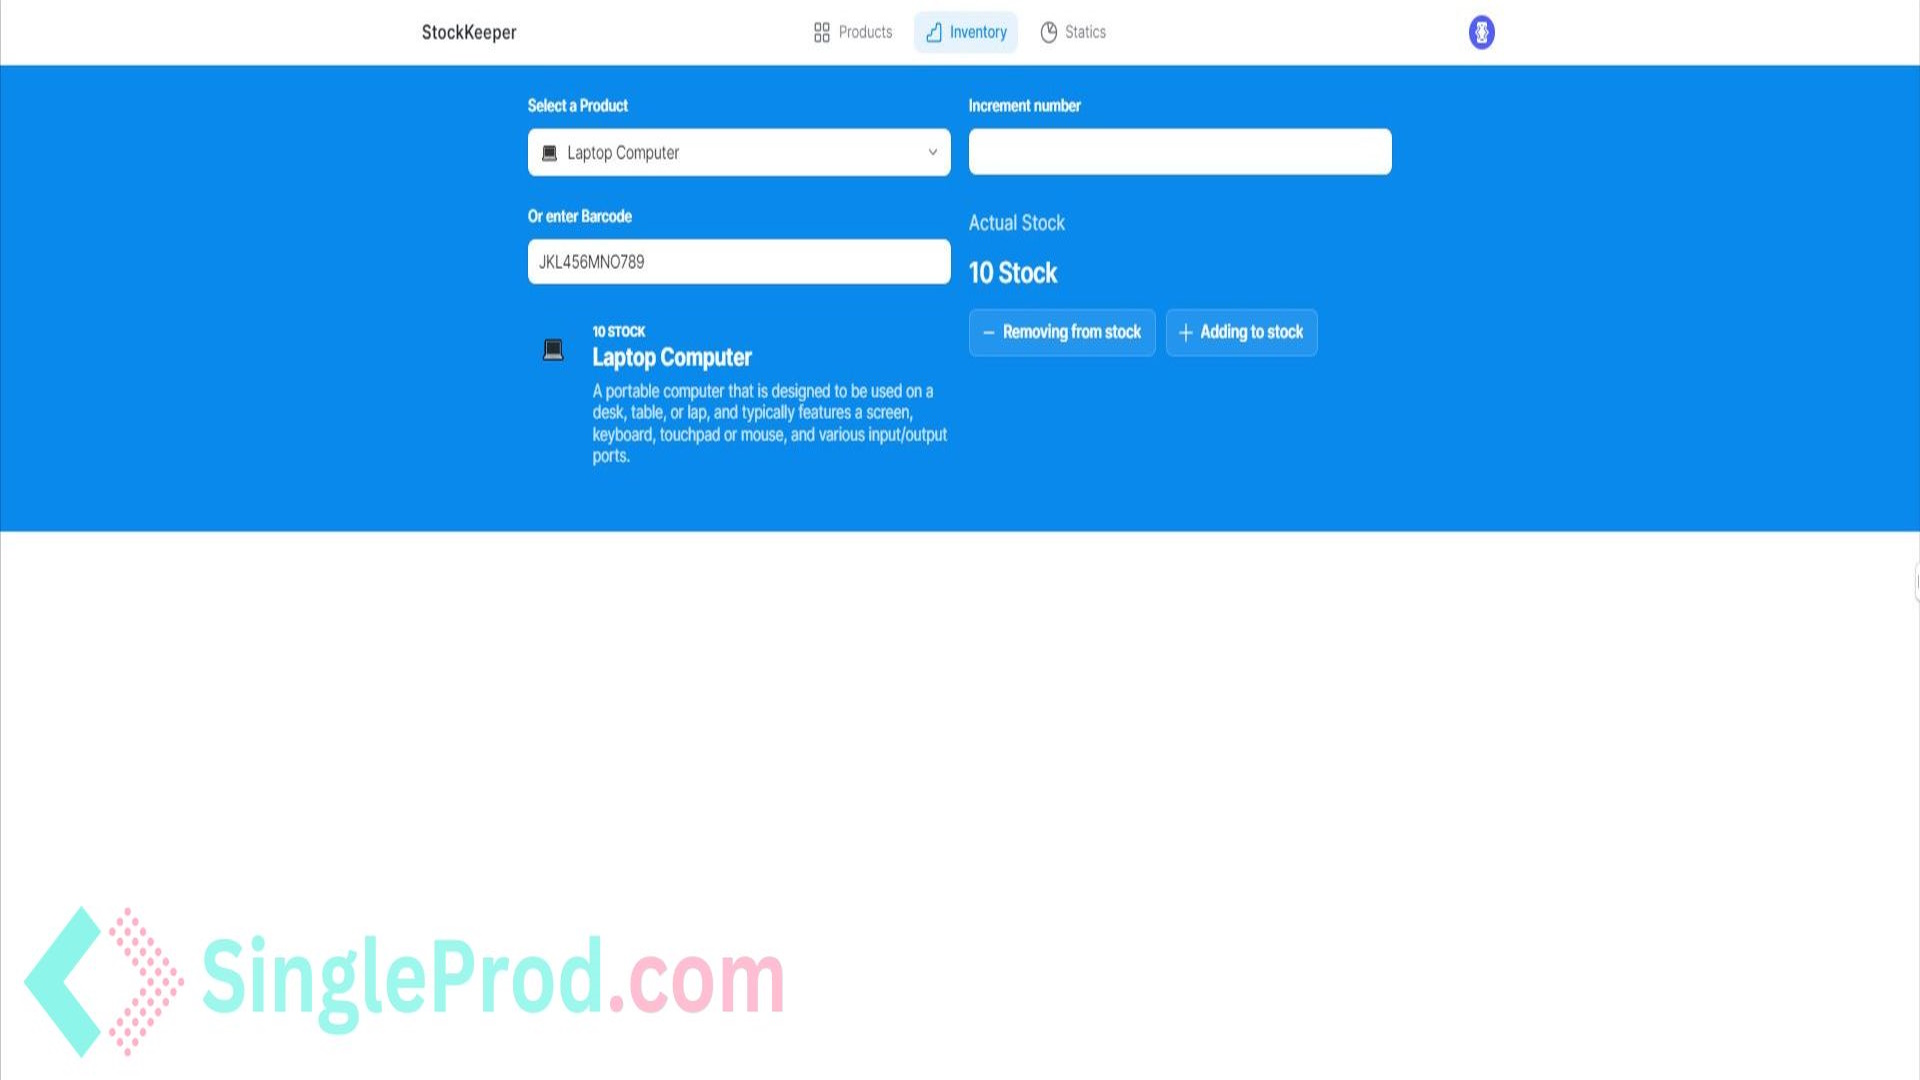 StockKeeper
Products
Inventory
Statics
Select a Product
Laptop Computer
Increment number
Or enter Barcode
JKL456MNO789
Actual Stock
10 Stock
Removing from stock
Adding to stock
10 STOCK
Laptop Computer
A portable computer that is designed to be used on a
desk, table, or lap, and typically features a screen,
keyboard, touchpad or mouse, and various input/output
ports.
SingleProd.com